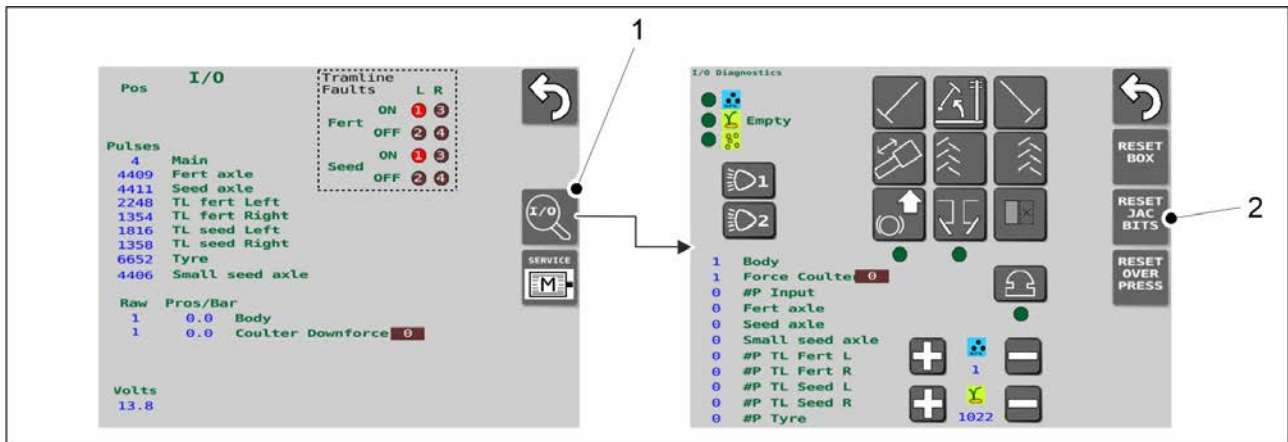 1
I/O
Pos
Tramline
Faults L R
ON 1 3
Fert
OFF 2 4
ON 1 3
Seed
OFF 2 4
Pulses
4 Main
4409 Fert axle
4411 Seed axle
2248 TL fert Left
1354 TL fert Right
1816 TL seed Left
1358 TL seed Right
6652 Tyre
4406 Small seed axle
Raw Pros/Bar
1 0.0 Body
1 0.0 Coulter Downforce 0
Volts
13.8
I/O
SERVICE
M
I/O Diagnostics
Empty
1
2
1 Body
1 Force Coulter 0
0 #P Input
0 Fert axle
0 Seed axle
0 Small seed axle
0 #P TL Fert L
0 #P TL Fert R
0 #P TL Seed L
0 #P TL Seed R
0 #P Tyre
1
1022
RESET
BOX
RESET
JAC
BITS
RESET
OVER
PRESS
2